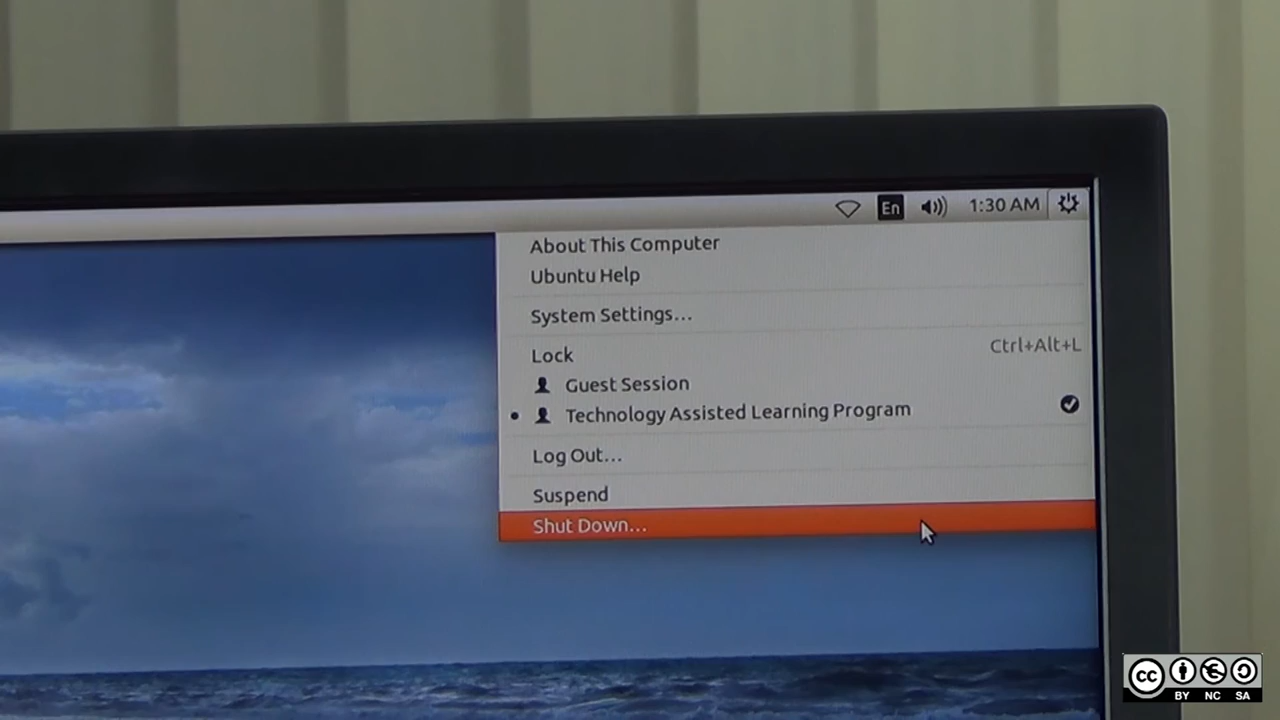 En 1:30 AM
About This Computer
Ubuntu Help
System Settings...
Lock Ctrl+Alt+L
Guest Session
Technology Assisted Learning Program
Log Out...
Suspend
Shut Down...
cc
BY NC SA